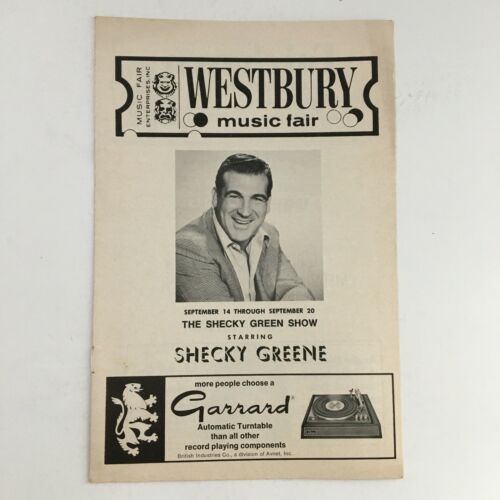 MUSIC FAIR
ENTERPRISES, INC.
WESTBURY
music fair
SEPTEMBER 14 THROUGH SEPTEMBER 20
THE SHECKY GREEN SHOW
STARRING
SHECKY GREENE
more people choose a
Garrard®
Automatic Turntable
than all other
record playing components
British Industries Co., a division of Avnet, Inc.